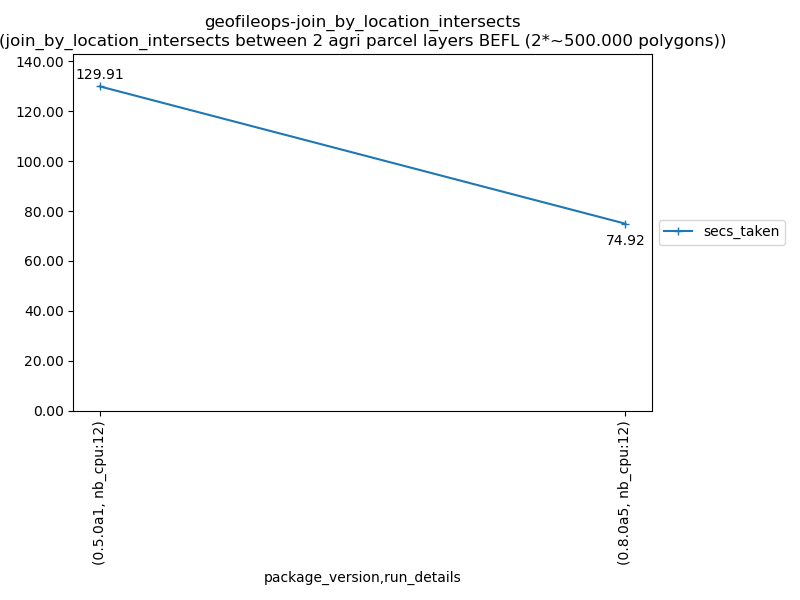 geofileops-join_by_location_intersects
(join_by_location_intersects between 2 agri parcel layers BEFL (2*~500.000 polygons))
140.00
120.00
100.00
80.00
60.00
40.00
20.00
0.00
129.91
74.92
secs_taken
(0.5.0a1, nb_cpu:12)
(0.8.0a5, nb_cpu:12)
package_version,run_details